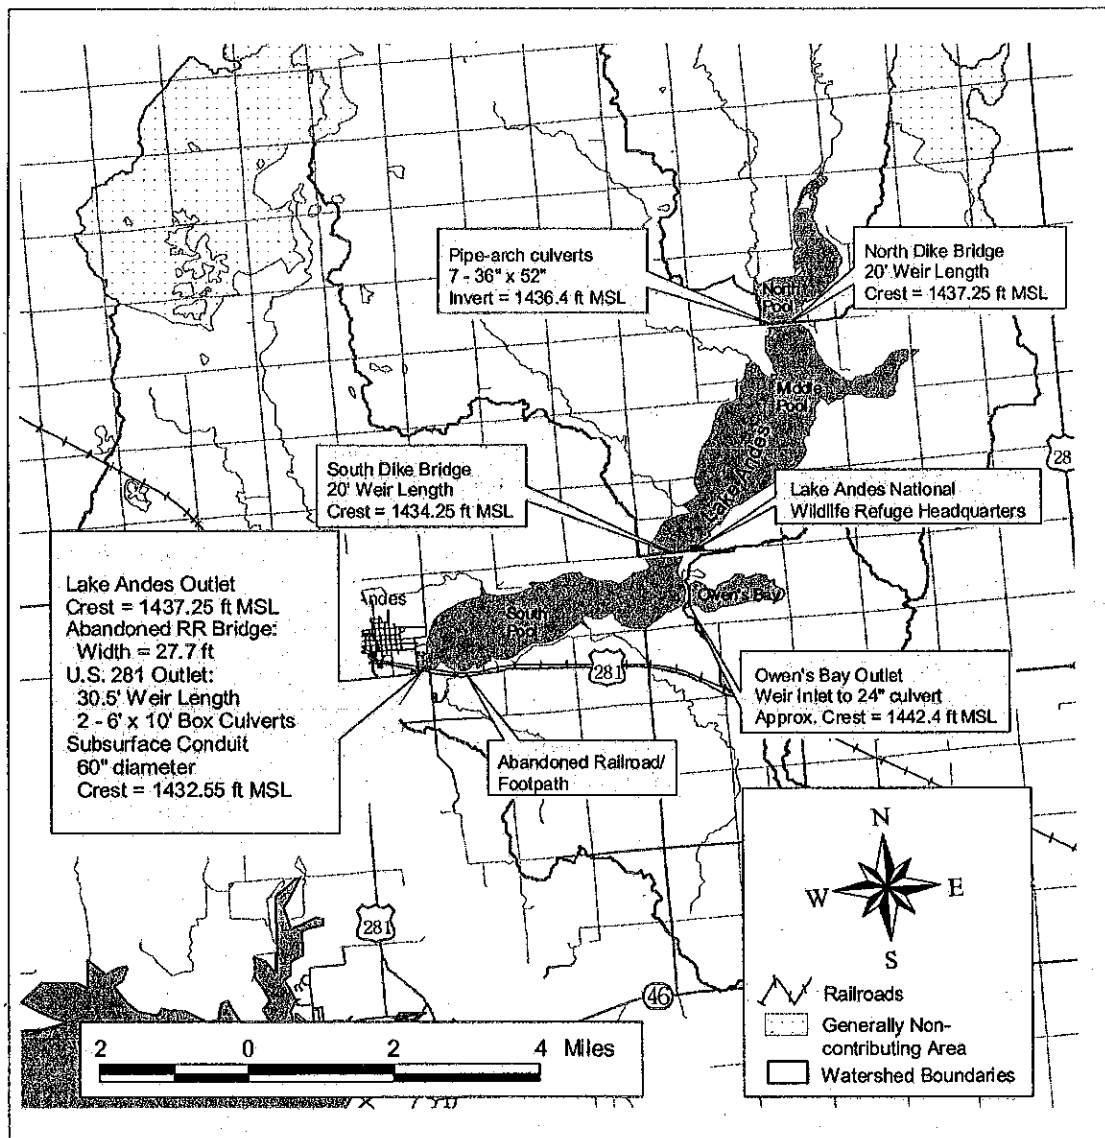 Pipe-arch culverts
7 - 36" x 52"
Invert = 1436.4 ft MSL
North Dike Bridge
20' Weir Length
Crest = 1437.25 ft MSL
North
Pool
Middle
Pool
Lake Andes
28
South Dike Bridge
20' Weir Length
Crest = 1434.25 ft MSL
Lake Andes National
Wildlife Refuge Headquarters
Lake Andes Outlet
Crest = 1437.25 ft MSL
Abandoned RR Bridge:
Width = 27.7 ft
U.S. 281 Outlet:
30.5' Weir Length
2 - 6' x 10' Box Culverts
Subsurface Conduit
60" diameter
Crest = 1432.55 ft MSL
Andes
South
Pool
Owen's Bay
281
Owen's Bay Outlet
Weir Inlet to 24" culvert
Approx. Crest = 1442.4 ft MSL
Abandoned Railroad/
Footpath
281
46
N
W
E
S
Railroads
Generally Non-
contributing Area
Watershed Boundaries
2 0 2 4 Miles